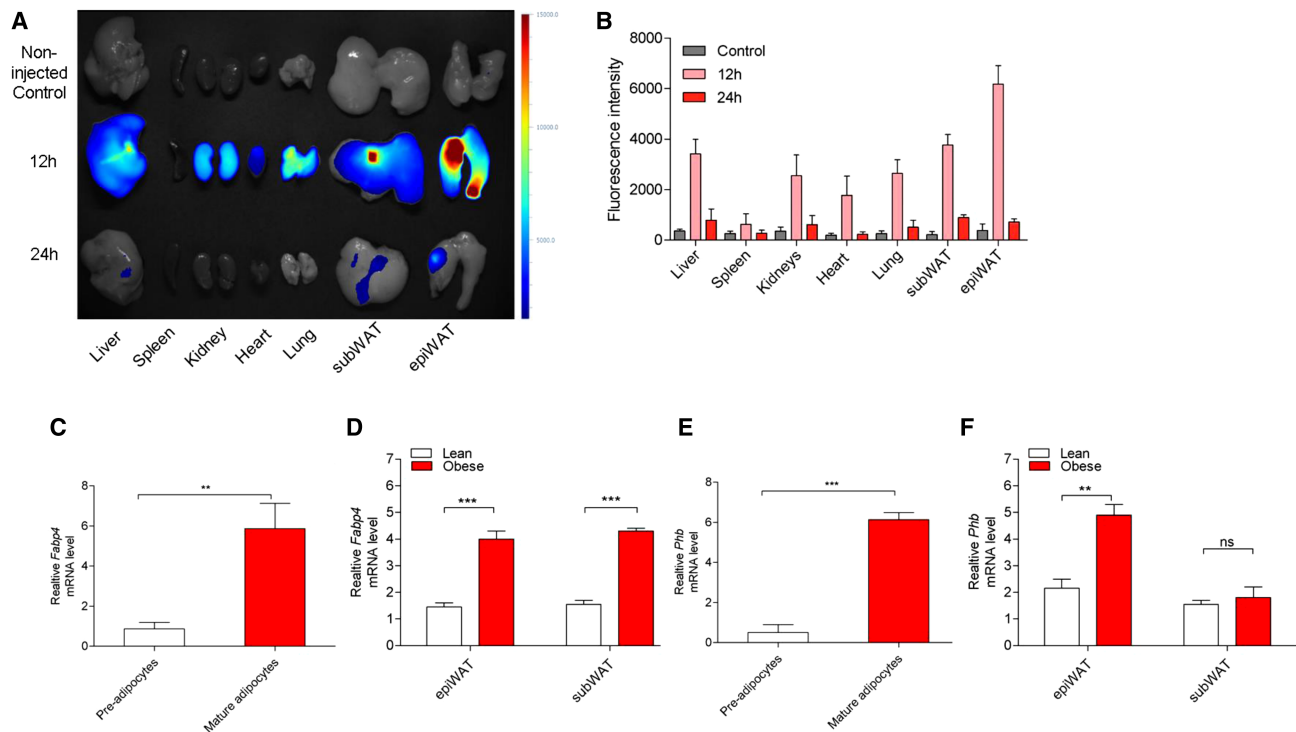 A
Non-
injected
Control
12h
24h
15000.0
10000.0
5000.0
Liver
Spleen
Kidney
Heart
Lung
subWAT
epiWAT
B
Fluorescence intensity
8000
6000
4000
2000
0
Control
12h
24h
Liver
Spleen
Kidneys
Heart
Lung
subWAT
epiWAT
C
Realtive Fabp4
mRNA level
8
6
4
2
0
**
Pre-adipocytes
Mature adipocytes
D
Lean
Obese
Realtive Fabp4
mRNA level
7
6
5
4
3
2
1
0
***
***
epiWAT
subWAT
E
Realtive Phb
mRNA level
8
6
4
2
0
***
Pre-adipocytes
Mature adipocytes
F
Lean
Obese
Realtive Phb
mRNA level
7
6
5
4
3
2
1
0
**
ns
epiWAT
subWAT